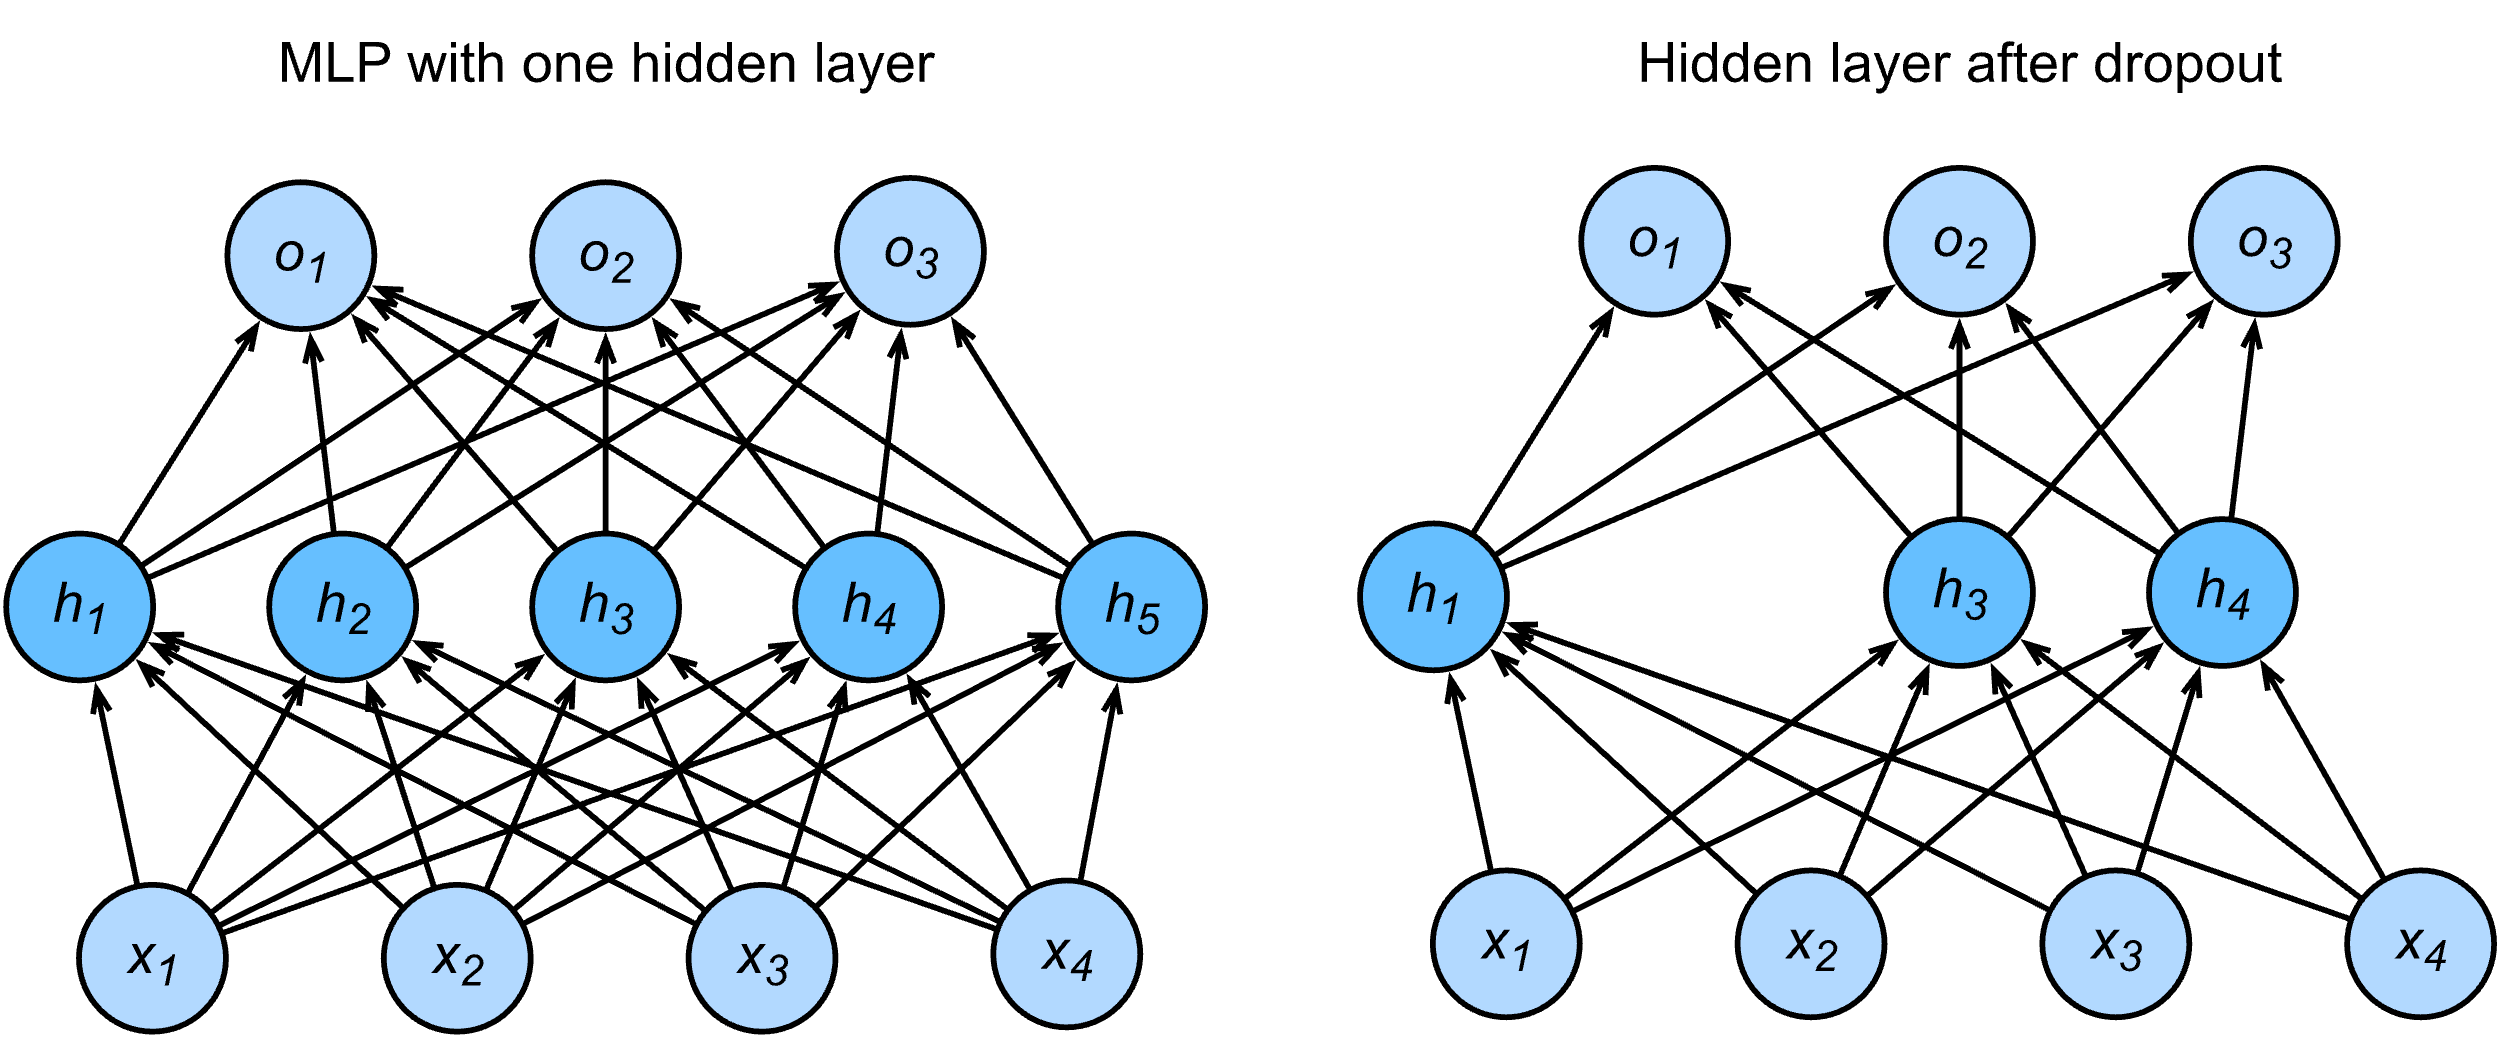 MLP with one hidden layer
o1 o2 o3
h1 h2 h3 h4 h5
x1 x2 x3 x4
Hidden layer after dropout
o1 o2 o3
h1 h3 h4
x1 x2 x3 x4